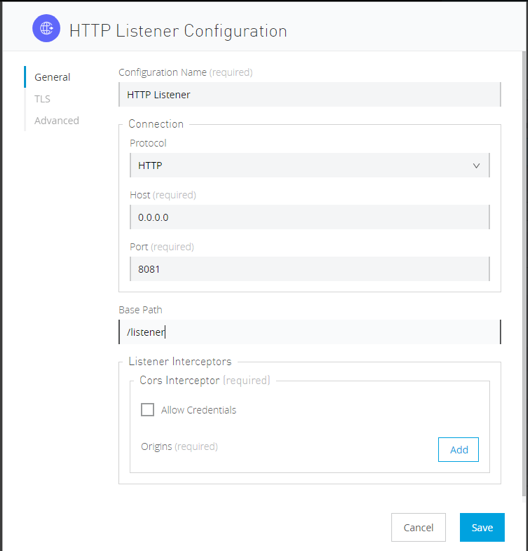 HTTP Listener Configuration
General
TLS
Advanced
Configuration Name (required)
HTTP Listener
Connection
Protocol
HTTP
Host (required)
0.0.0.0
Port (required)
8081
Base Path
/listener
Listener Interceptors
Cors Interceptor (required)
Allow Credentials
Origins (required)
Add
Cancel
Save